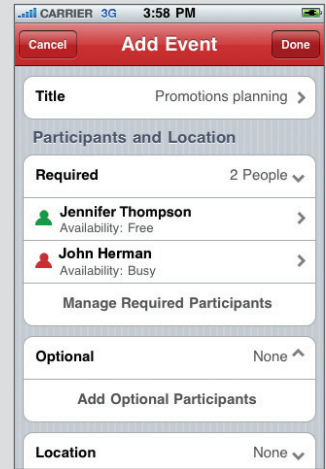 CARRIER 3G 3:58 PM
Cancel Add Event Done
Title Promotions planning
Participants and Location
Required 2 People
Jennifer Thompson
Availability: Free
John Herman
Availability: Busy
Manage Required Participants
Optional None
Add Optional Participants
Location None